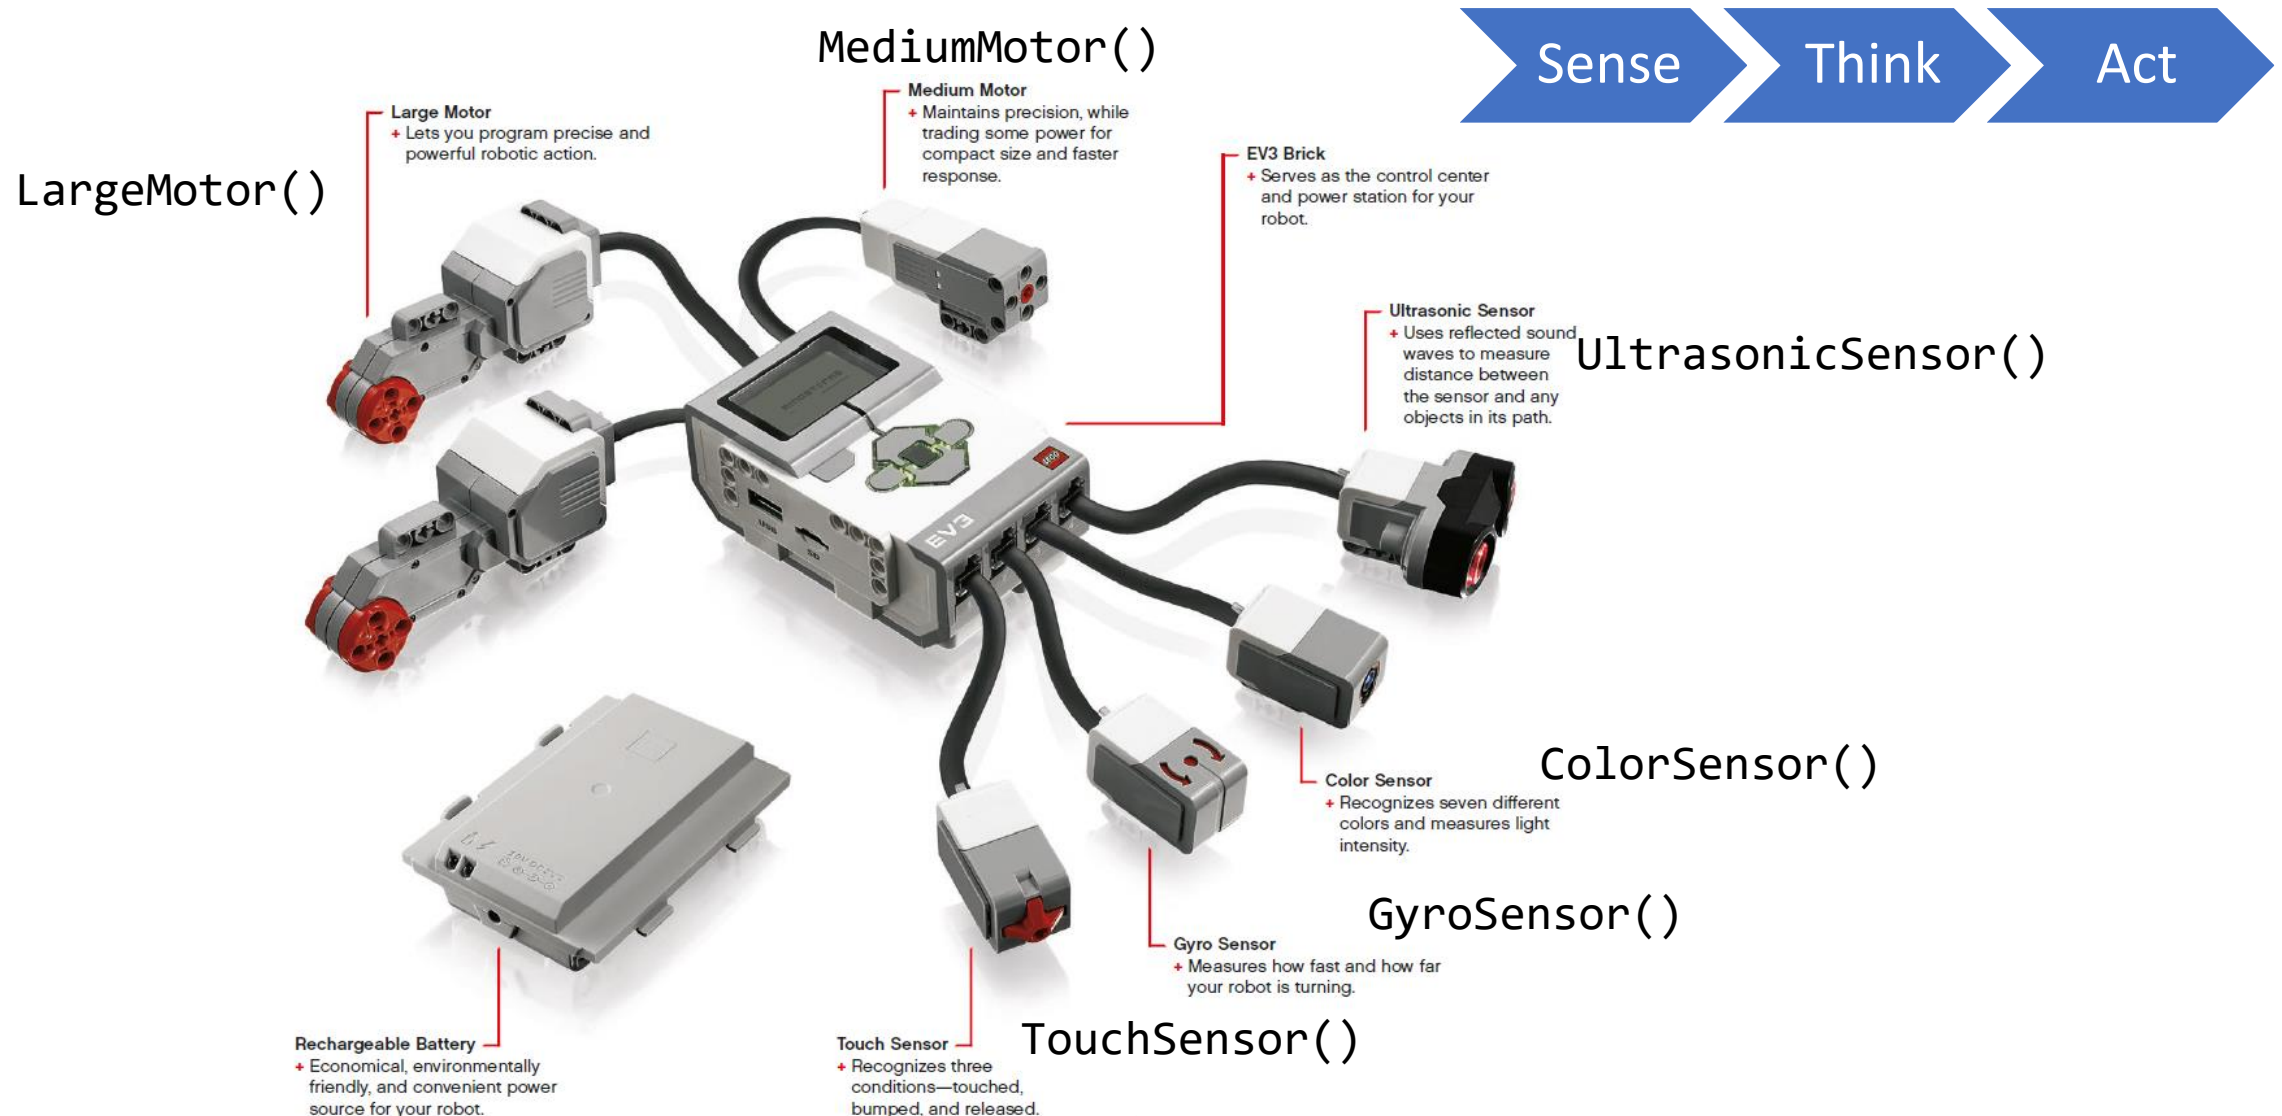 MediumMotor()
Sense
Think
Act
Medium Motor
+ Maintains precision, while
trading some power for
compact size and faster
response.
Large Motor
+ Lets you program precise and
powerful robotic action.
LargeMotor()
EV3 Brick
+ Serves as the control center
and power station for your
robot.
Ultrasonic Sensor
+ Uses reflected sound
waves to measure
distance between
the sensor and any
objects in its path.
UltrasonicSensor()
LEGO
EV3
USB
SD
ColorSensor()
Color Sensor
+ Recognizes seven different
colors and measures light
intensity.
GyroSensor()
Gyro Sensor
+ Measures how fast and how far
your robot is turning.
TouchSensor()
Touch Sensor
+ Recognizes three
conditions—touched,
bumped, and released.
Rechargeable Battery
+ Economical, environmentally
friendly, and convenient power
source for your robot.